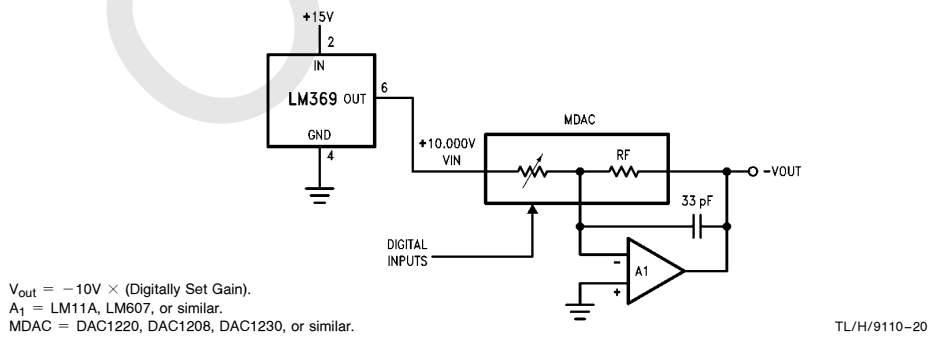 +15V
2
IN
LM369 OUT
6
GND
4
+10.000V
VIN
MDAC
RF
-VOUT
33 pF
DIGITAL
INPUTS
-
A1
+
Vout = −10V × (Digitally Set Gain).
A1 = LM11A, LM607, or similar.
MDAC = DAC1220, DAC1208, DAC1230, or similar.
TL/H/9110–20